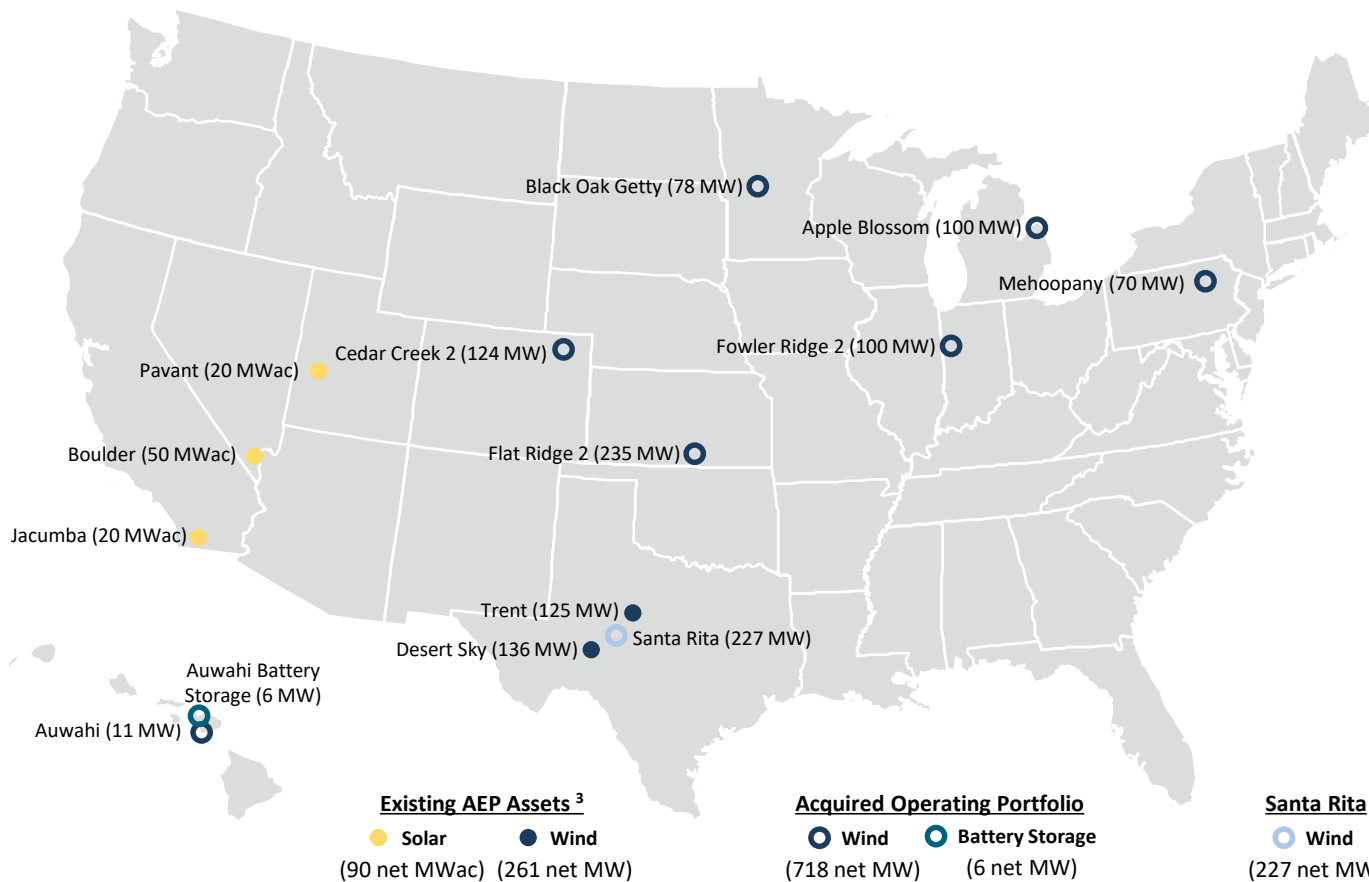 Black Oak Getty (78 MW)
Apple Blossom (100 MW)
Mehoopany (70 MW)
Cedar Creek 2 (124 MW)
Fowler Ridge 2 (100 MW)
Pavant (20 MWac)
Boulder (50 MWac)
Flat Ridge 2 (235 MW)
Jacumba (20 MWac)
Trent (125 MW)
Santa Rita (227 MW)
Desert Sky (136 MW)
Auwahi Battery
Storage (6 MW)
Auwahi (11 MW)
Existing AEP Assets 3
Solar
Wind
(90 net MWac)
(261 net MW)
Acquired Operating Portfolio
Wind
Battery Storage
(718 net MW)
(6 net MW)
Santa Rita
Wind
(227 net MW